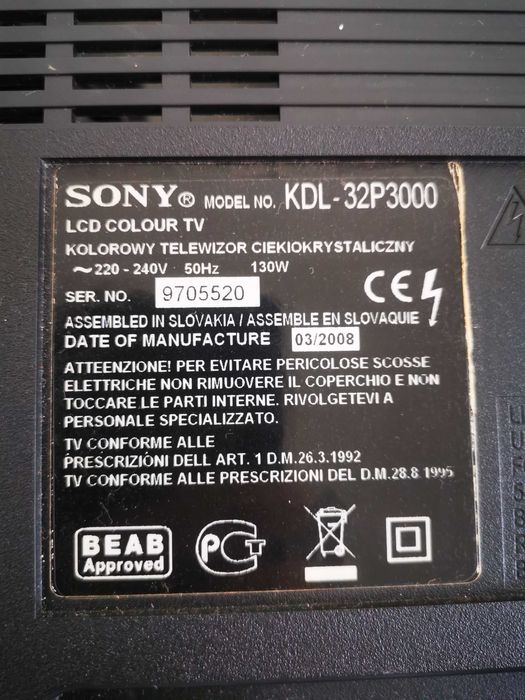 SONY® MODEL NO. KDL-32P3000
LCD COLOUR TV
KOLOROWY TELEWIZOR CIEKIOKRYSTALICZNY
~220-240V 50Hz 130W
SER. NO. 9705520
CE
ASSEMBLED IN SLOVAKIA / ASSEMBLE EN SLOVAQUIE
DATE OF MANUFACTURE 03/2008
ATTEENZIONE! PER EVITARE PERICOLOSE SCOSSE
ELETTRICHE NON RIMUOVERE IL COPERCHIO E NON
TOCCARE LE PARTI INTERNE. RIVOLGETEVI A
PERSONALE SPECIALIZZATO.
TV CONFORME ALLE
PRESCRIZIONI DELL ART. 1 D.M.26.3.1992
TV CONFORME ALLE PRESCRIZIONI DEL D.M.28.8 1995
BEAB
Approved
PCT